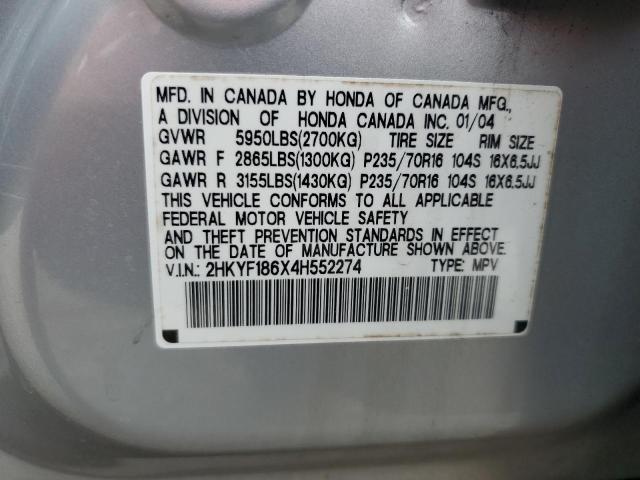 MFD. IN CANADA BY HONDA OF CANADA MFG.,
A DIVISION OF HONDA CANADA INC. 01/04
GVWR 5950LBS(2700KG) TIRE SIZE RIM SIZE
GAWR F 2865LBS(1300KG) P235/70R16 104S 16X6.5JJ
GAWR R 3155LBS(1430KG) P235/70R16 104S 16X6.5JJ
THIS VEHICLE CONFORMS TO ALL APPLICABLE
FEDERAL MOTOR VEHICLE SAFETY
AND THEFT PREVENTION STANDARDS IN EFFECT
ON THE DATE OF MANUFACTURE SHOWN ABOVE.
V.I.N.: 2HKYF186X4H552274 TYPE: MPV